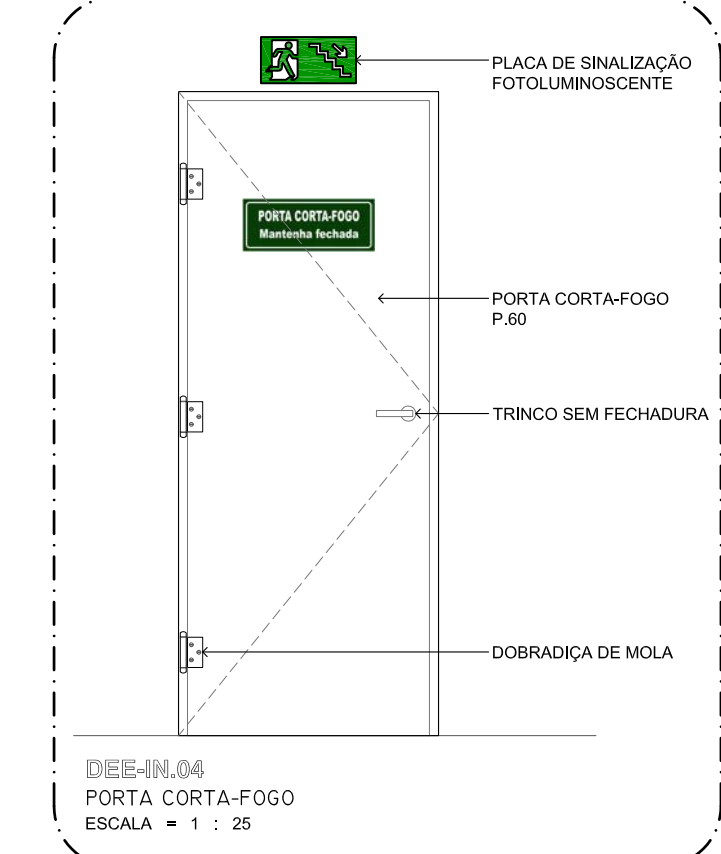 PLACA DE SINALIZAÇÃO
FOTOLUMINOSCENTE
PORTA CORTA-FOGO
Mantenha fechada
PORTA CORTA-FOGO
P.60
TRINCO SEM FECHADURA
DOBRADIÇA DE MOLA
DEE-IN.04
PORTA CORTA-FOGO
ESCALA = 1 : 25